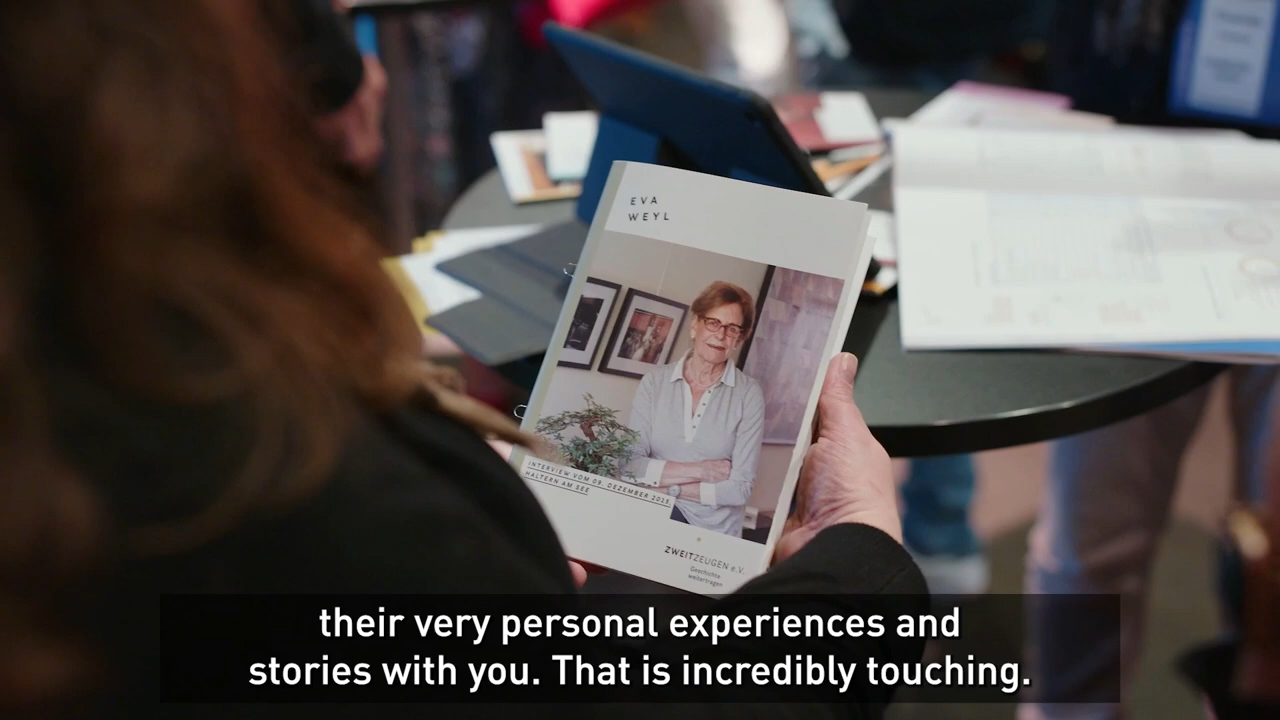 EVA
WEYL
INTERVIEW VOM 09. DEZEMBER 2013,
HALTERN AM SEE
ZWEITZEUGEN e.V.
Geschichte
weitertragen
their very personal experiences and
stories with you. That is incredibly touching.